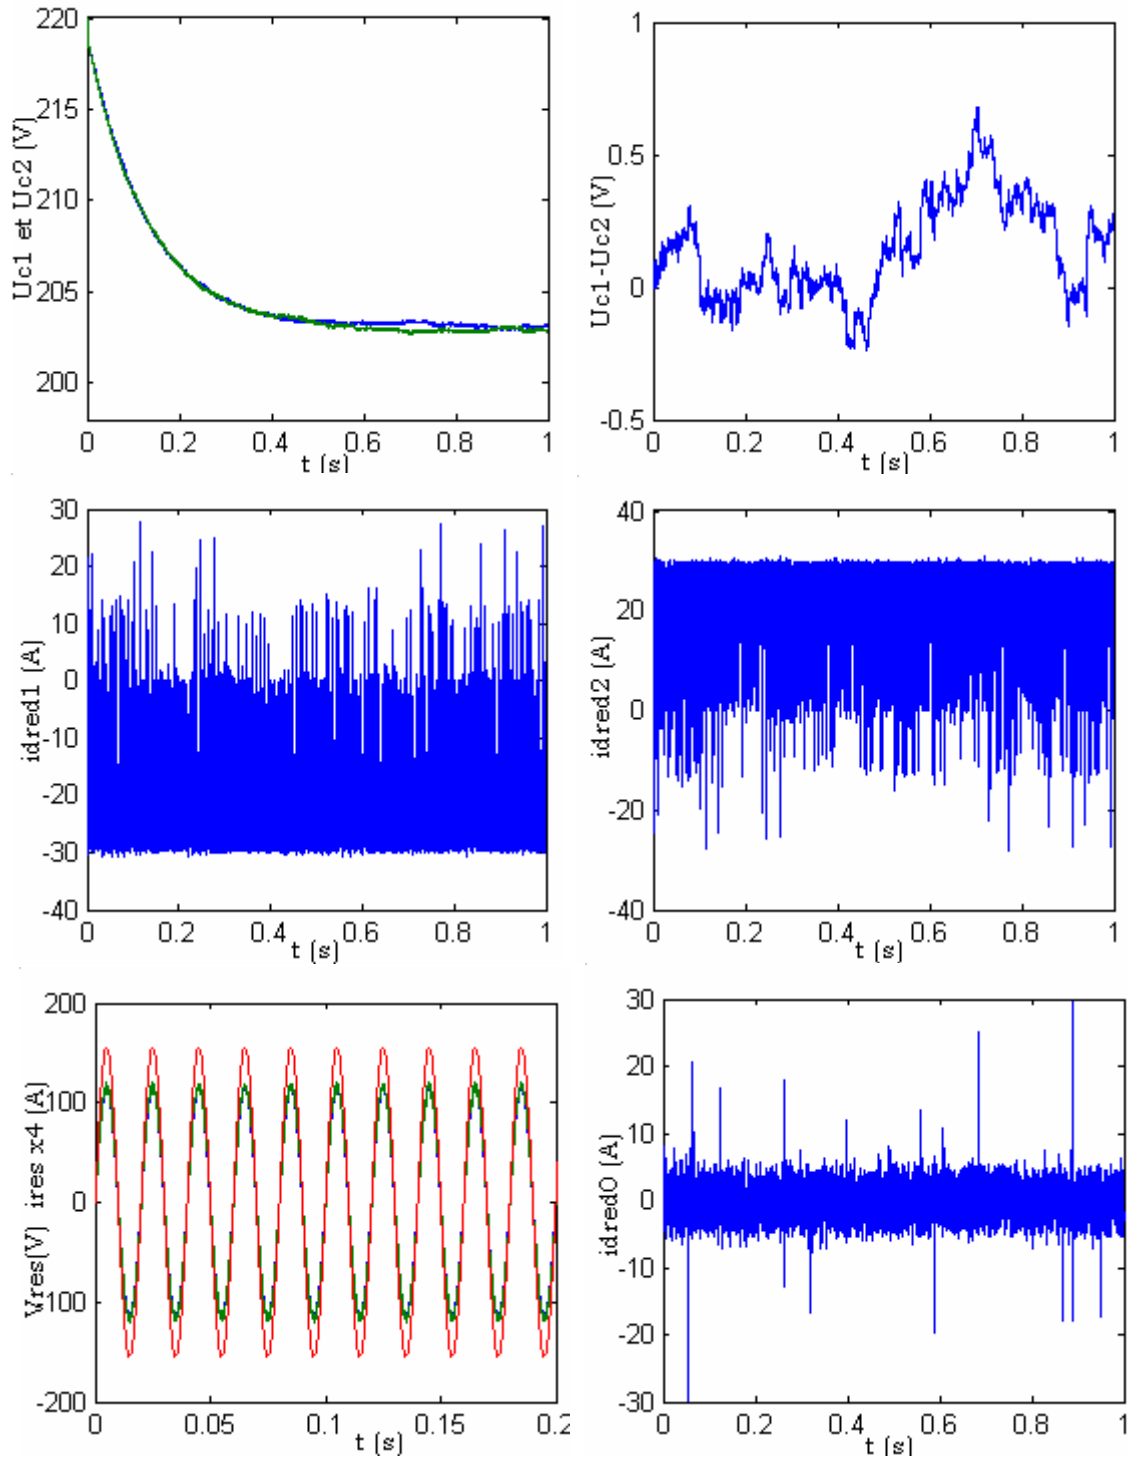 220
215
210
205
200
Uc1 et Uc2 (V)
0 0.2 0.4 0.6 0.8 1
t (s)
1
0.5
0
-0.5
Uc1-Uc2 (V)
0 0.2 0.4 0.6 0.8 1
t (s)
30
20
10
0
-10
-20
-30
-40
idred1 (A)
0 0.2 0.4 0.6 0.8 1
t (s)
40
20
0
-20
-40
idred2 (A)
0 0.2 0.4 0.6 0.8 1
t (s)
200
100
0
-100
-200
Vres(V) ires x4 (A)
0 0.05 0.1 0.15 0.2
t (s)
30
20
10
0
-10
-20
-30
idred0 (A)
0 0.2 0.4 0.6 0.8 1
t (s)